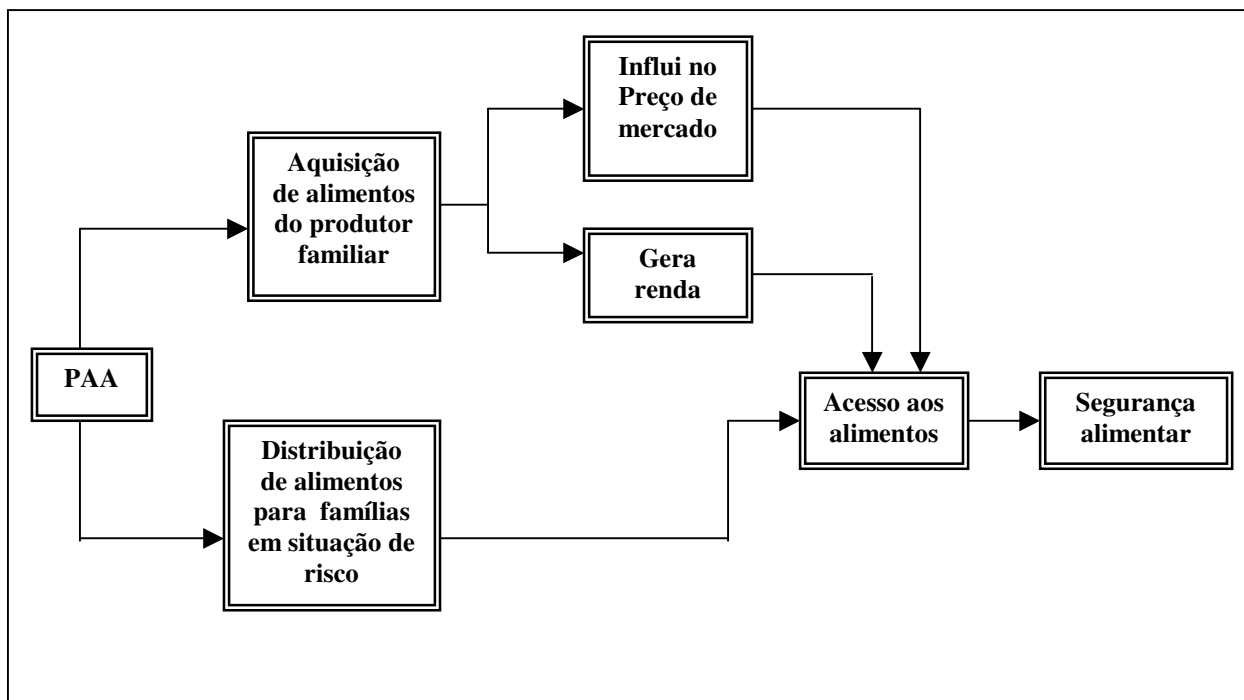 PAA
Aquisição
de alimentos
do produtor
familiar
Influi no
Preço de
mercado
Gera
renda
Distribuição
de alimentos
para famílias
em situação de
risco
Acesso aos
alimentos
Segurança
alimentar